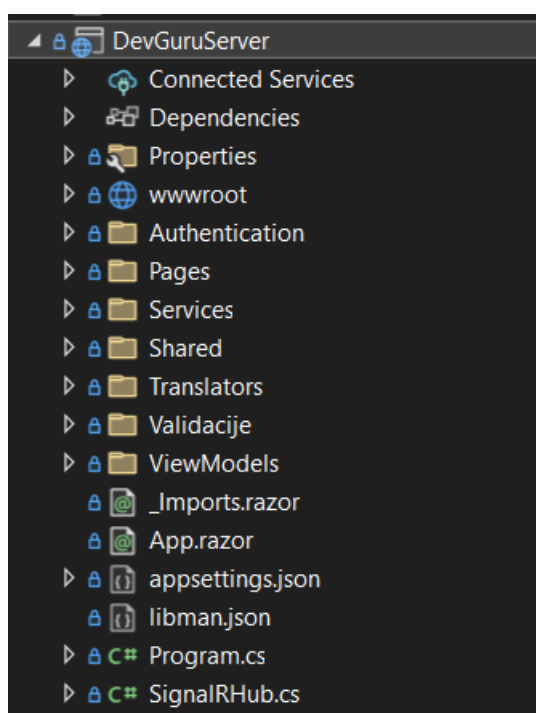 DevGuruServer
Connected Services
Dependencies
Properties
wwwroot
Authentication
Pages
Services
Shared
Translators
Validacije
ViewModels
_Imports.razor
App.razor
appsettings.json
libman.json
C# Program.cs
C# SignalRHub.cs